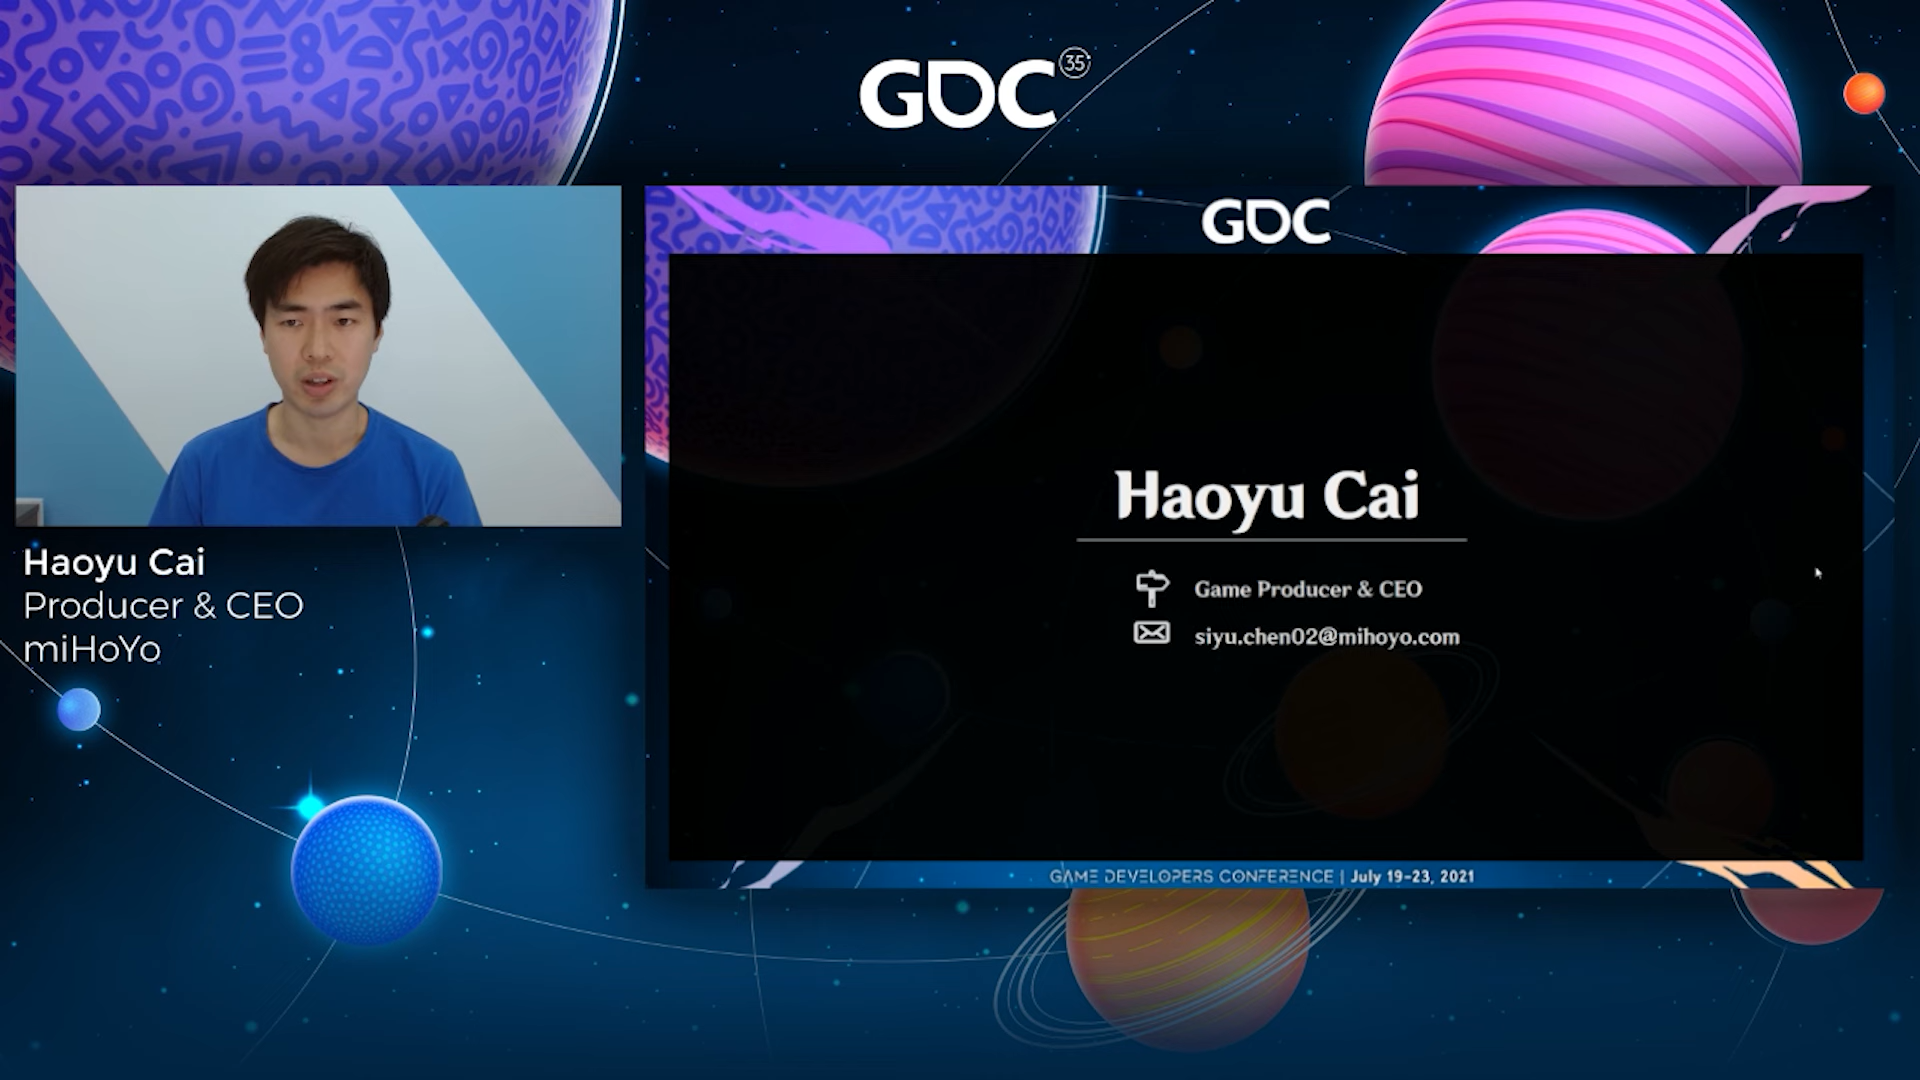 GDC 35
Haoyu Cai
Producer & CEO
miHoYo
GDC
Haoyu Cai
Game Producer & CEO
siyu.chen02@mihoyo.com
GAME DEVELOPERS CONFERENCE | July 19-23, 2021